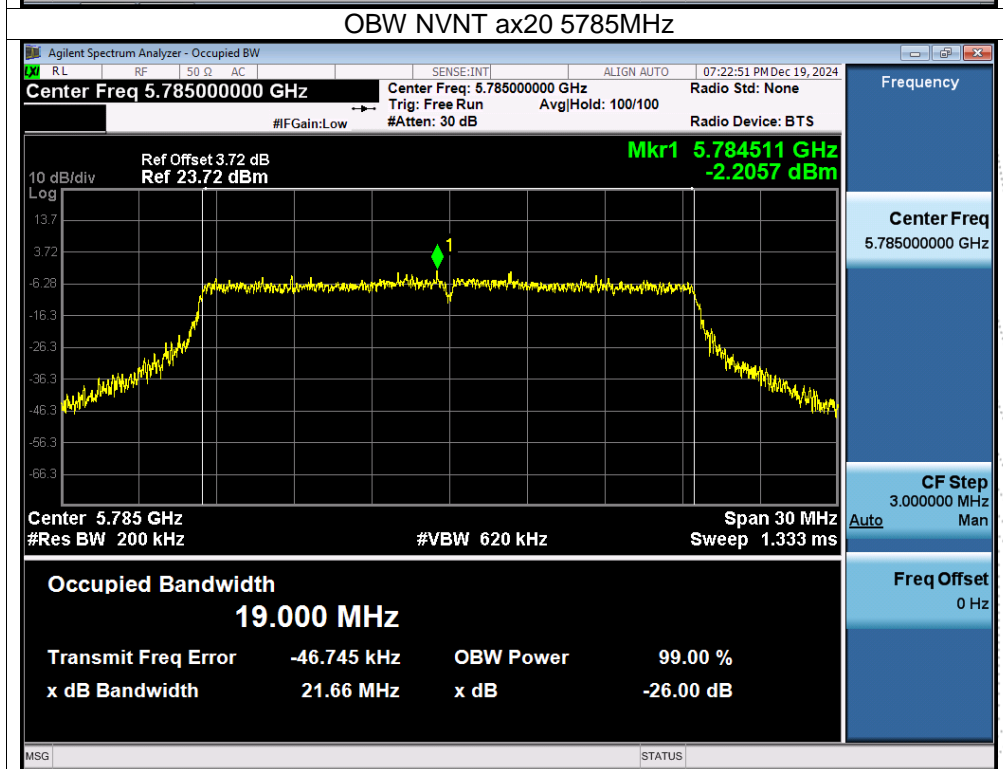 OBW NVNT ax20 5785MHz
Agilent Spectrum Analyzer - Occupied BW
LXI RL RF 50 Ω AC SENSE:INT ALIGN AUTO 07:22:51 PM Dec 19, 2024
Center Freq 5.785000000 GHz
Center Freq: 5.785000000 GHz Radio Std: None
Trig: Free Run Avg|Hold: 100/100
#IFGain:Low #Atten: 30 dB Radio Device: BTS
Mkr1 5.784511 GHz
-2.2057 dBm
Ref Offset 3.72 dB
10 dB/div Ref 23.72 dBm
Log
13.7
3.72
1
-6.28
-16.3
-26.3
-36.3
-46.3
-56.3
-66.3
Center 5.785 GHz Span 30 MHz
#Res BW 200 kHz #VBW 620 kHz Sweep 1.333 ms
Occupied Bandwidth
19.000 MHz
Transmit Freq Error -46.745 kHz OBW Power 99.00 %
x dB Bandwidth 21.66 MHz x dB -26.00 dB
Frequency
Center Freq
5.785000000 GHz
CF Step
3.000000 MHz
Auto Man
Freq Offset
0 Hz
MSG STATUS